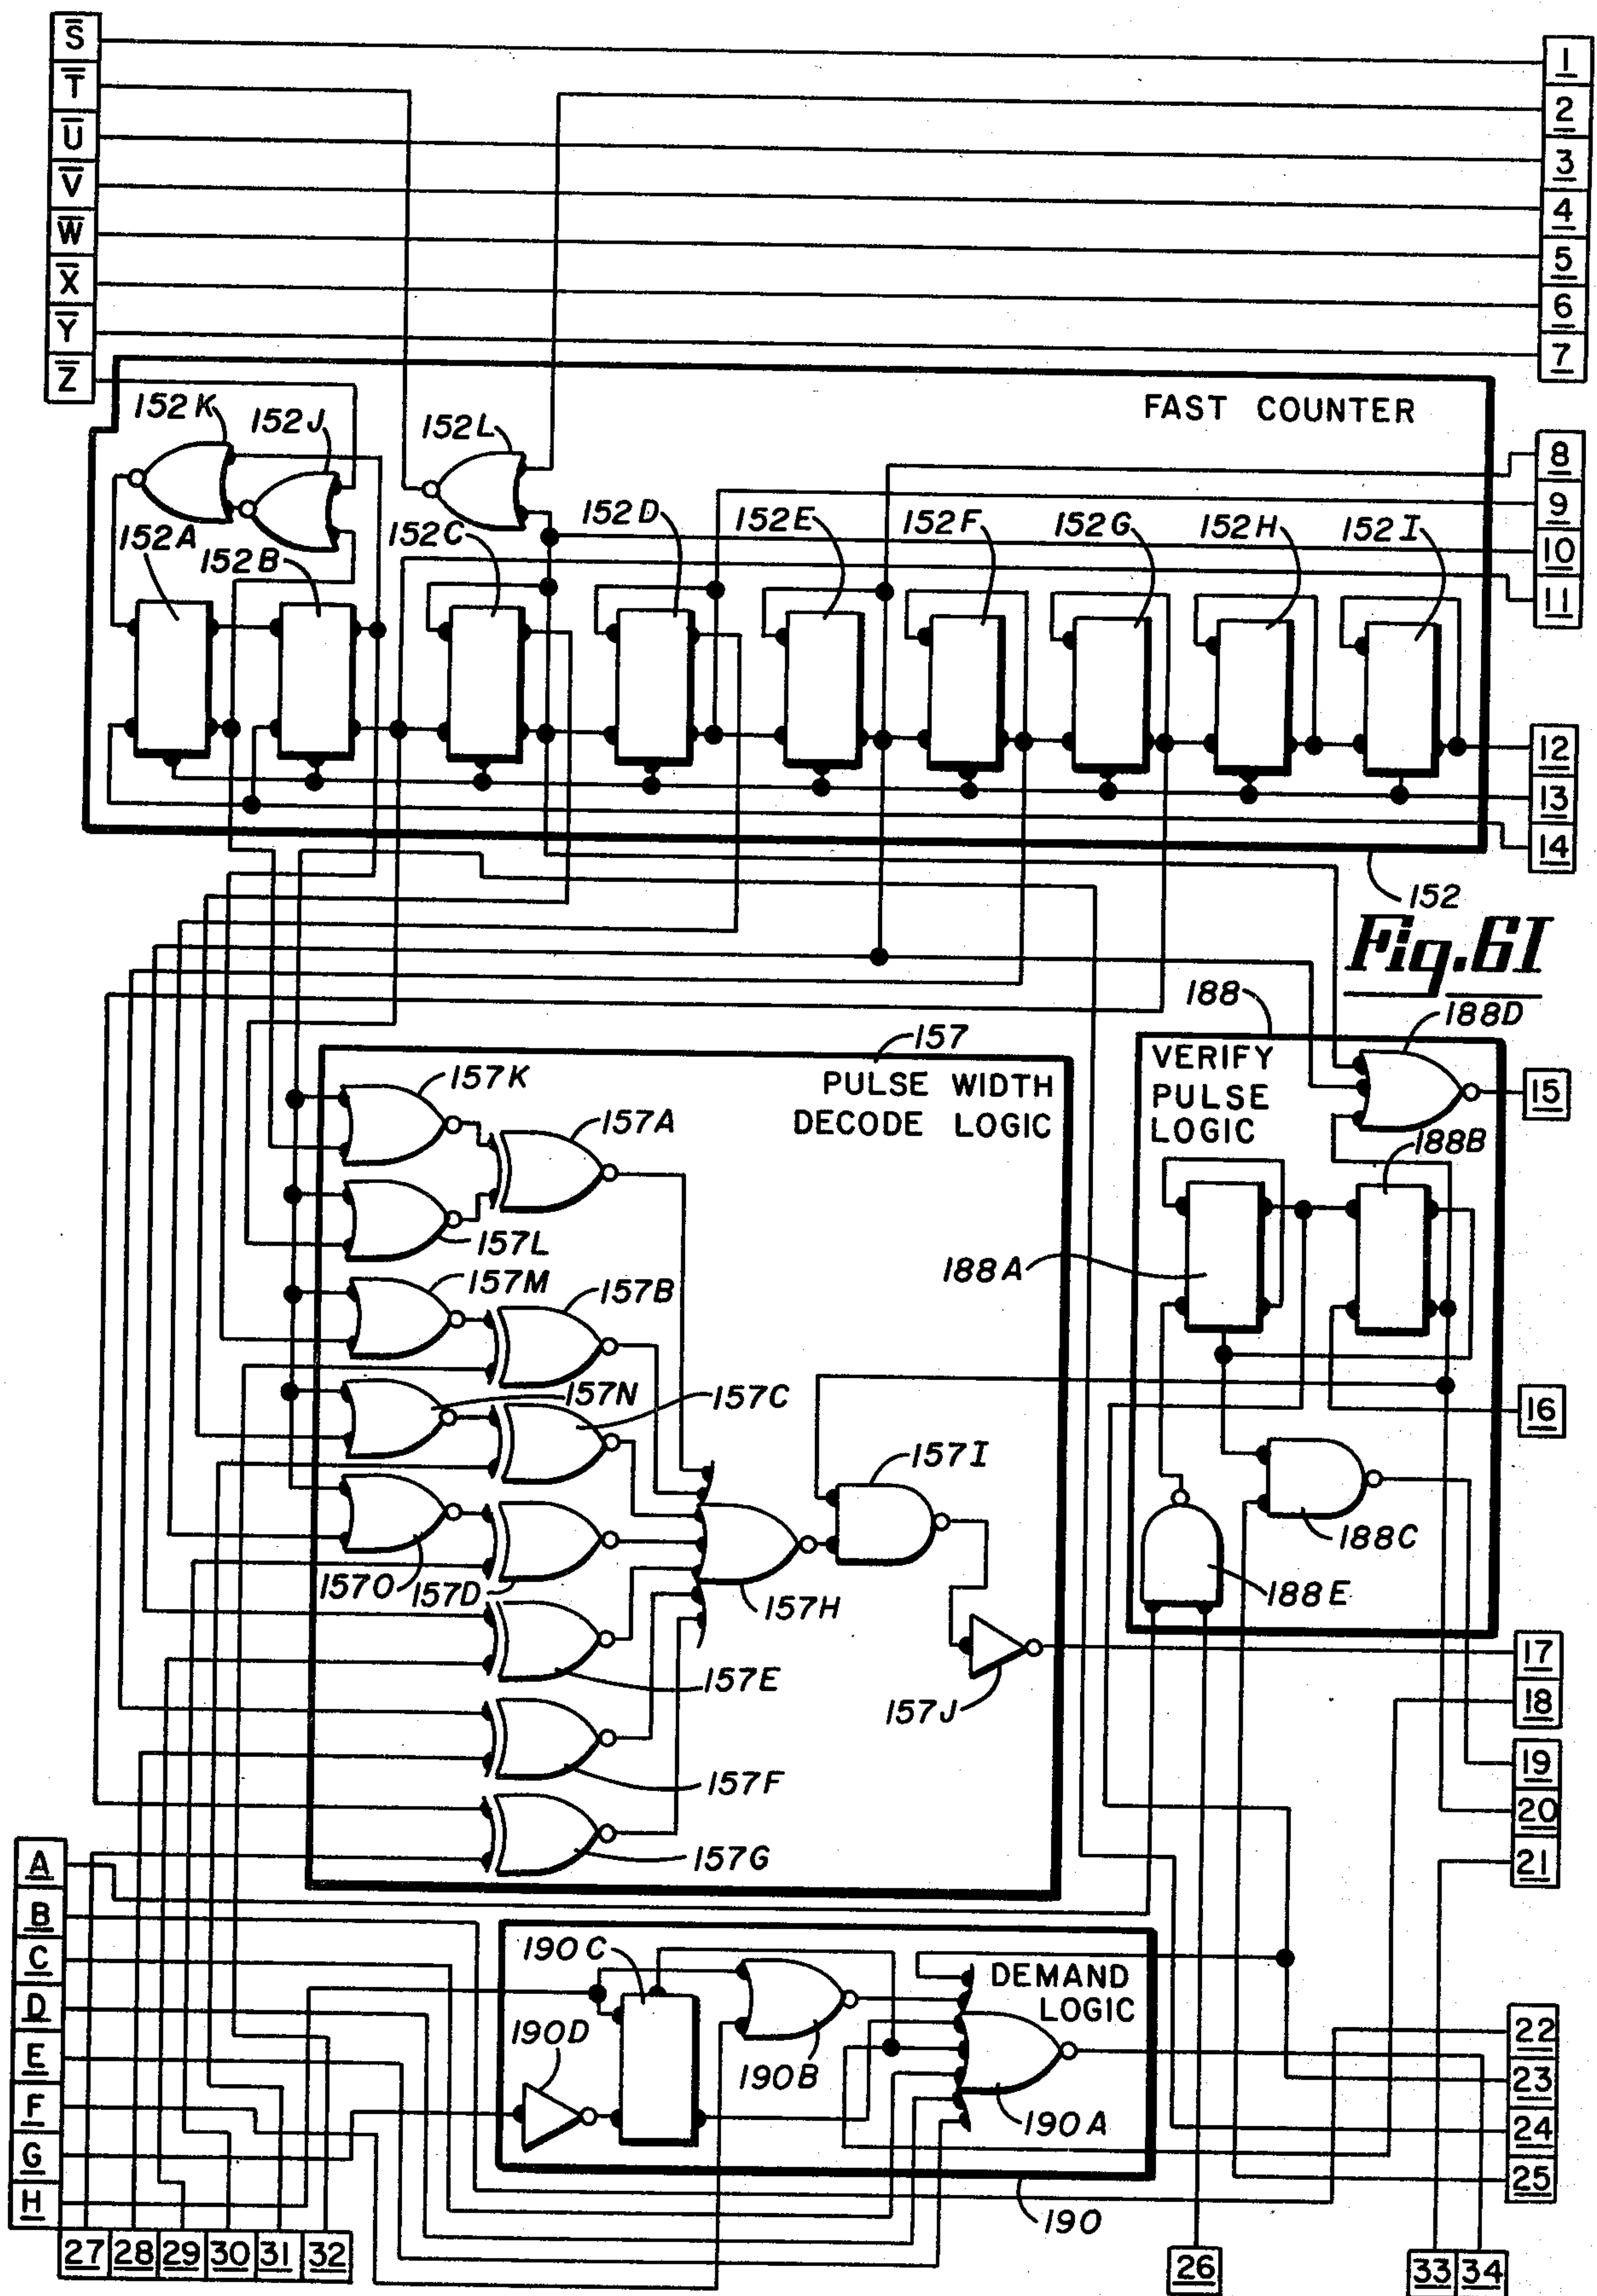 S̅
T̅
U̅
V̅
W̅
X̅
Y̅
Z̅
1
2
3
4
5
6
7
FAST COUNTER
152K
152J
152L
8
9
10
11
152A
152B
152C
152D
152E
152F
152G
152H
152I
12
13
14
152
Fig. 6I
188
188D
157
PULSE WIDTH
DECODE LOGIC
VERIFY
PULSE
LOGIC
15
157K
157A
188B
157L
188A
157M
157B
157N
157C
16
157I
188C
157O
157D
157H
188E
157E
157J
17
18
157F
19
20
157G
21
A
B
C
D
E
F
G
H
190C
DEMAND
LOGIC
190D
190B
190A
22
23
24
25
190
27 28 29 30 31 32
26
33 34